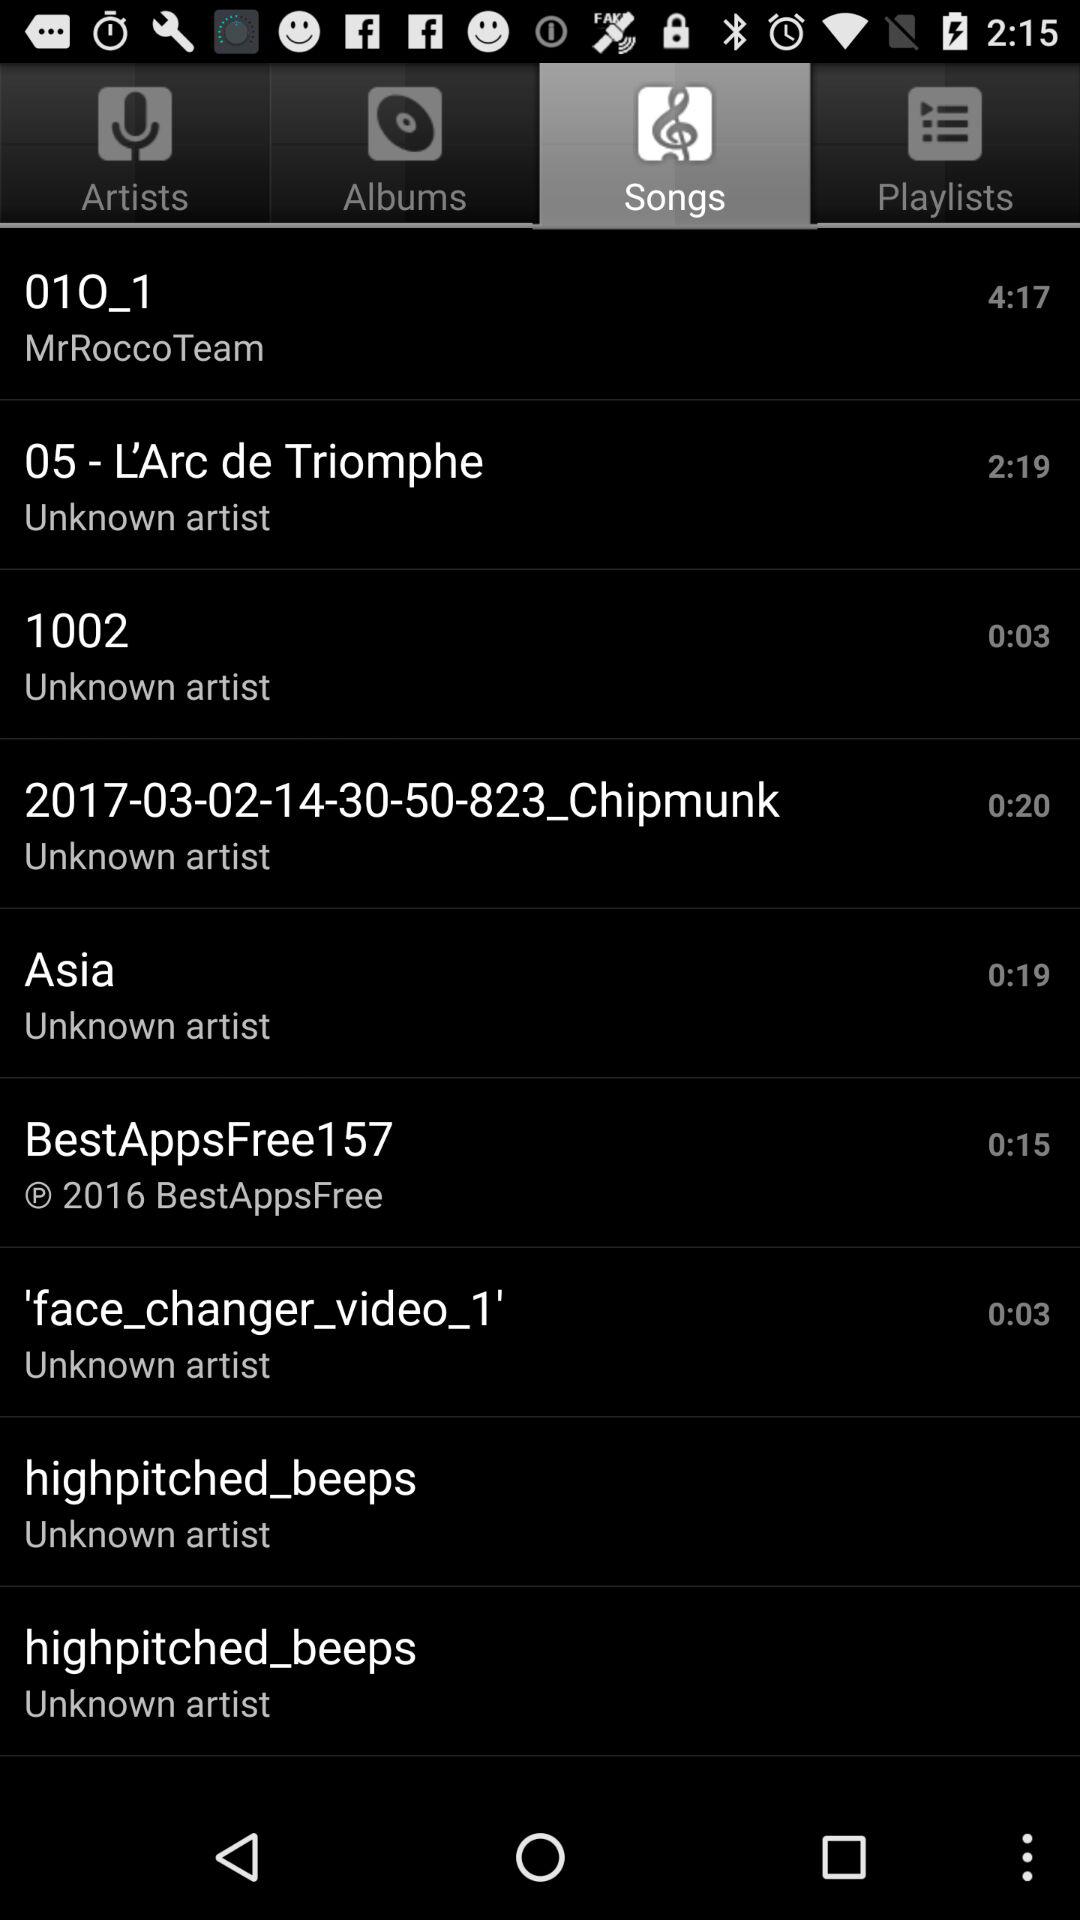 FAKE 2:15
Artists Albums Songs Playlists
01O_1 4:17
MrRoccoTeam
05 - L’Arc de Triomphe 2:19
Unknown artist
1002 0:03
Unknown artist
2017-03-02-14-30-50-823_Chipmunk 0:20
Unknown artist
Asia 0:19
Unknown artist
BestAppsFree157 0:15
℗ 2016 BestAppsFree
'face_changer_video_1' 0:03
Unknown artist
highpitched_beeps
Unknown artist
highpitched_beeps
Unknown artist